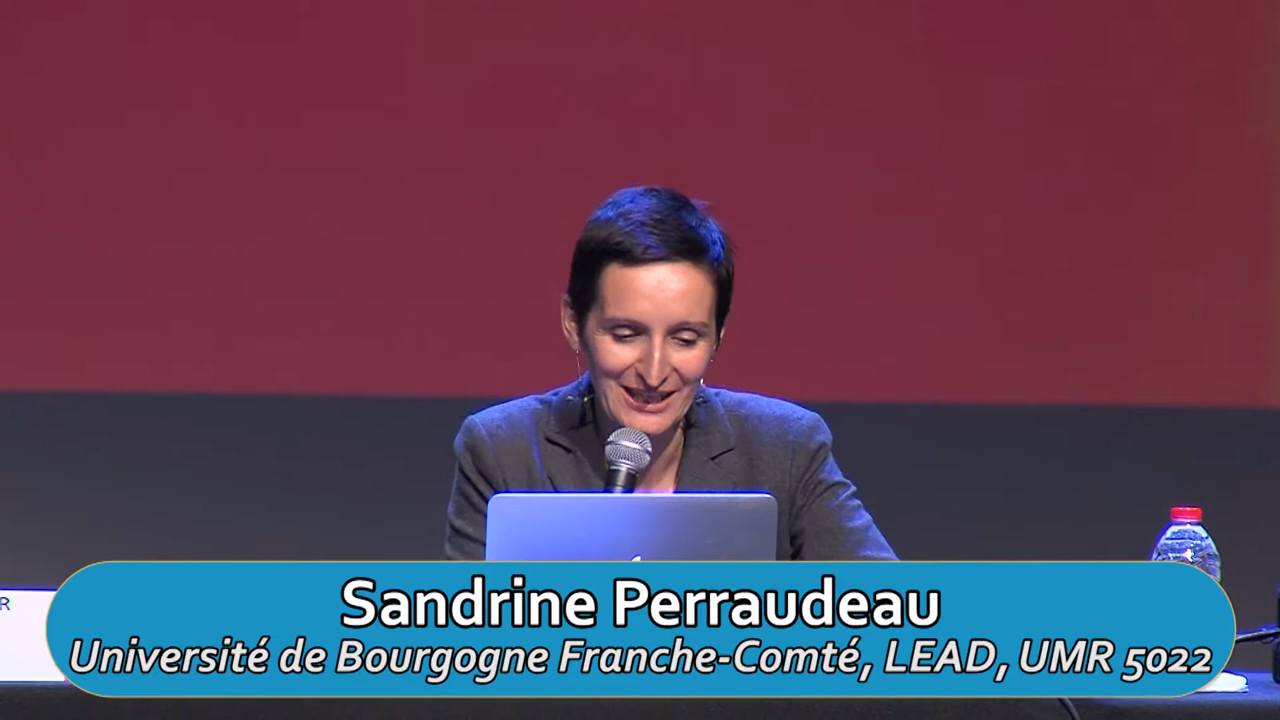 Sandrine Perraudeau
Université de Bourgogne Franche-Comté, LEAD, UMR 5022
R